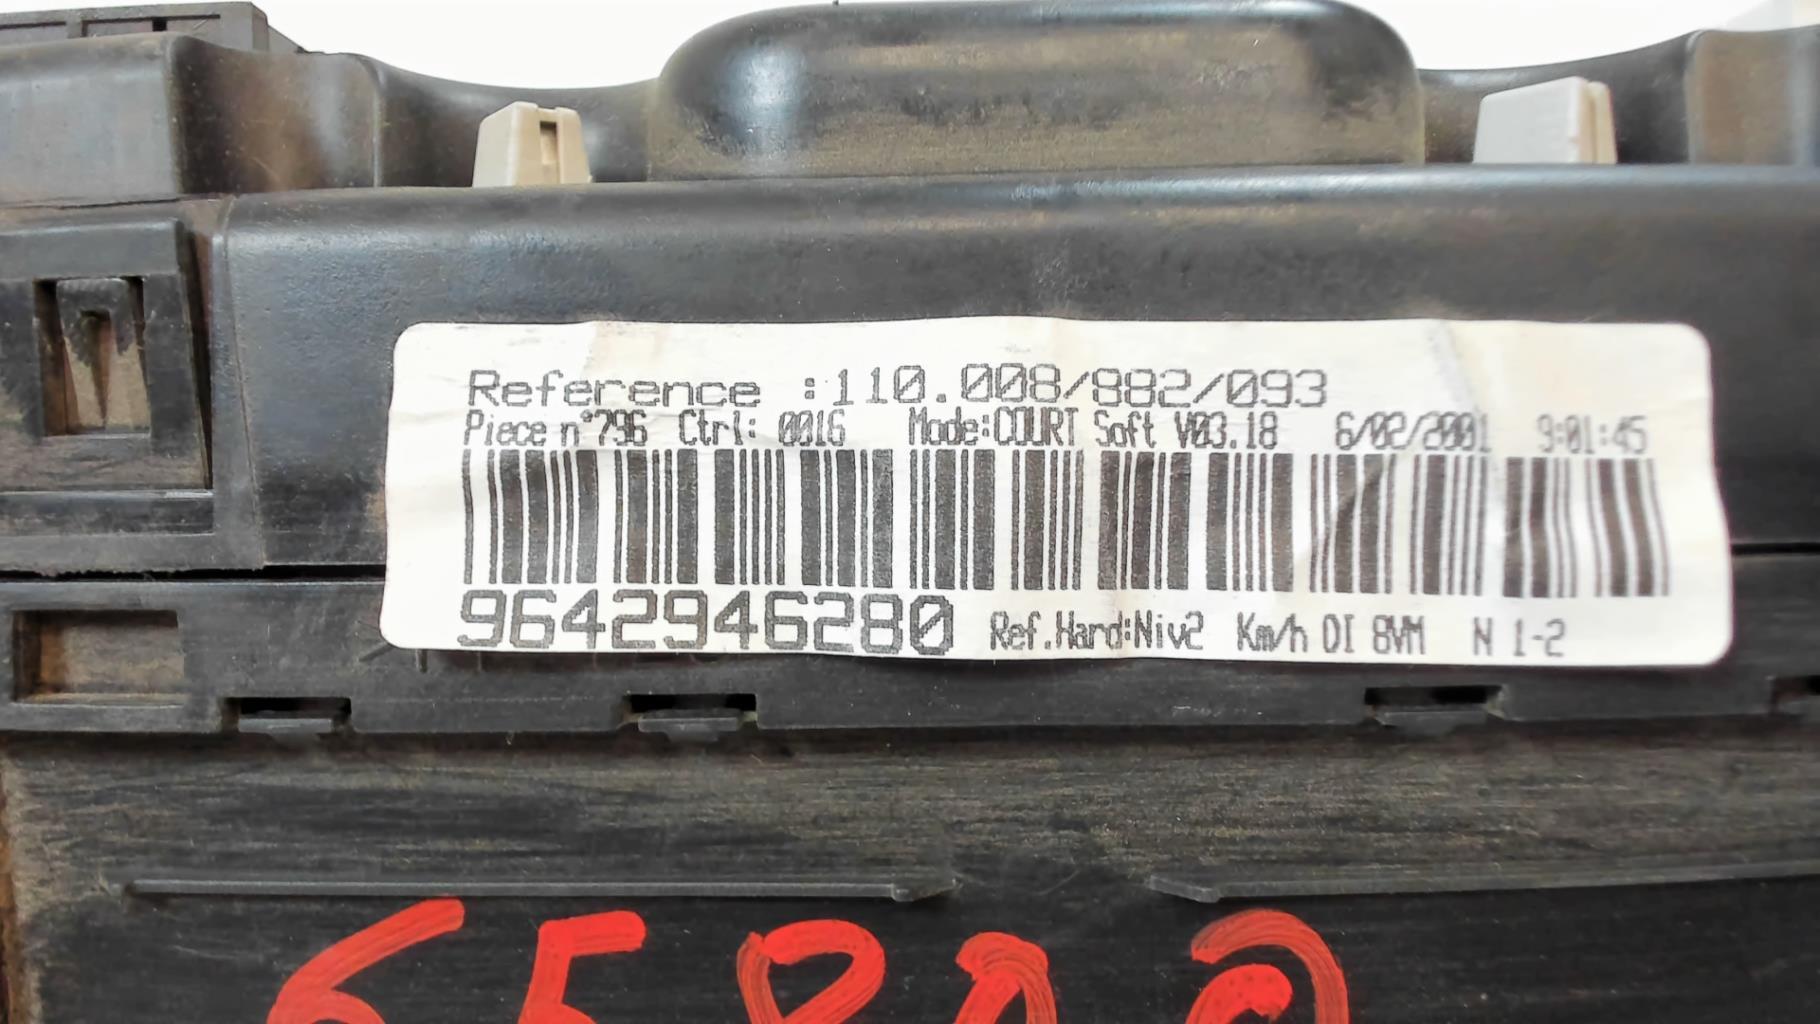 Reference :110.008/882/093
Piece n°796 Ctrl: 0016 Mode:COURT Soft V03.18 6/02/2001 9:01:45
9642946280 Ref.Hard:Niv2 Km/h DI 8VM N 1-2